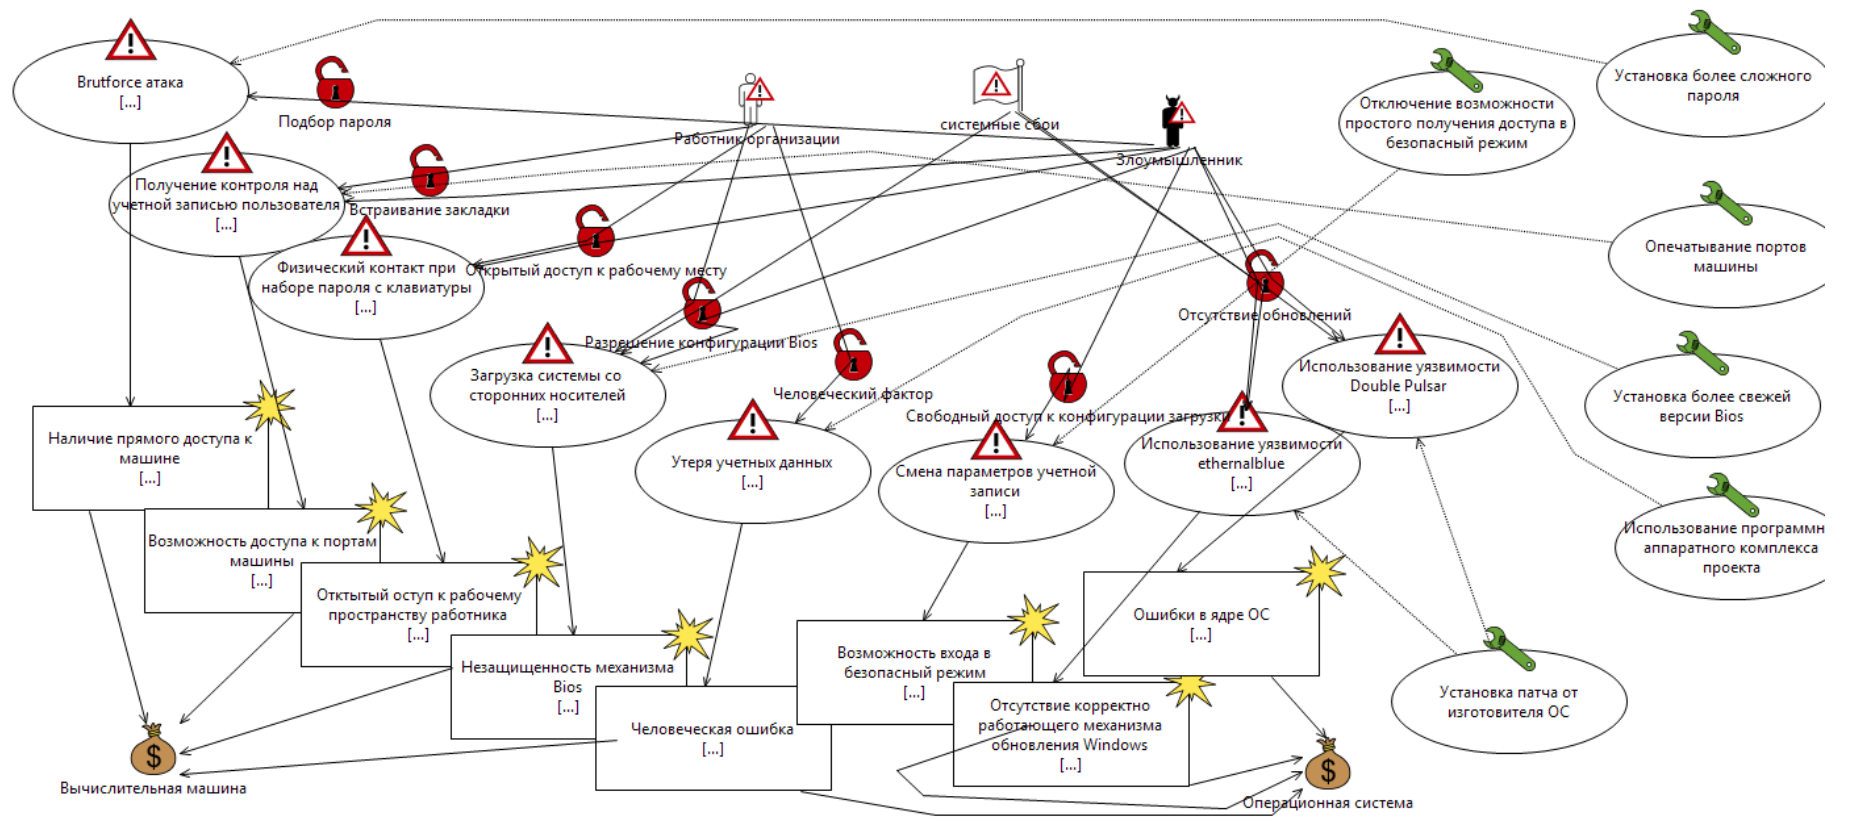 Brutforce атака
[...]
Подбор пароля
Работник организации
системные сбои
Злоумышленник
Отключение возможности
простого получения доступа в
безопасный режим
Установка более сложного
пароля
Получение контроля над
учетной записью пользователя
[...]
Встраивание закладки
Опечатывание портов
машины
Физический контакт при
наборе пароля с клавиатуры
[...]
Открытый доступ к рабочему месту
Разрешение конфигурации Bios
Отсутствие обновлений
Загрузка системы со
сторонних носителей
[...]
Человеческий фактор
Свободный доступ к конфигурации загрузки
Использование уязвимости
Double Pulsar
[...]
Установка более свежей
версии Bios
Наличие прямого доступа к
машине
[...]
Утеря учетных данных
[...]
Смена параметров учетной
записи
[...]
Использование уязвимости
ethernalblue
[...]
Использование программн
аппаратного комплекса
проекта
Возможность доступа к портам
машины
[...]
Отктытый оступ к рабочему
пространству работника
[...]
Незащищенность механизма
Bios
[...]
Человеческая ошибка
[...]
Возможность входа в
безопасный режим
[...]
Ошибки в ядре ОС
[...]
Отсутствие корректно
работающего механизма
обновления Windows
[...]
Установка патча от
изготовителя ОС
$
Вычислительная машина
$
Операционная система